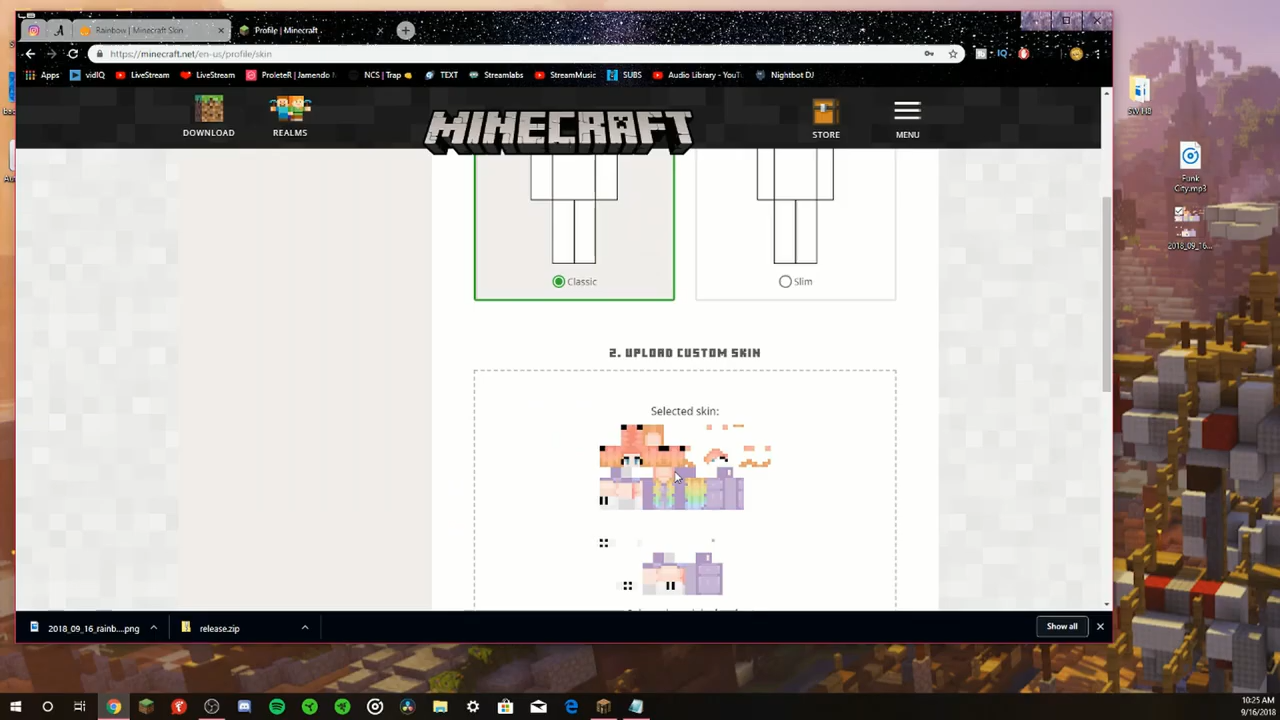 Rainbow | Minecraft Skin
Profile | Minecraft
https://minecraft.net/en-us/profile/skin
IQ
Apps
vidIQ
LiveStream
LiveStream
ProleteR | Jamendo
NCS | Trap
TEXT
Streamlabs
StreamMusic
SUBS
Audio Library - YouT
Nightbot DJ
DOWNLOAD
REALMS
MINECRAFT
STORE
MENU
Classic
Slim
2. UPLOAD CUSTOM SKIN
Selected skin:
2018_09_16_rainb....png
release.zip
Show all
Funk
City.mp3
2018_09_16...
10:25 AM
9/16/2018